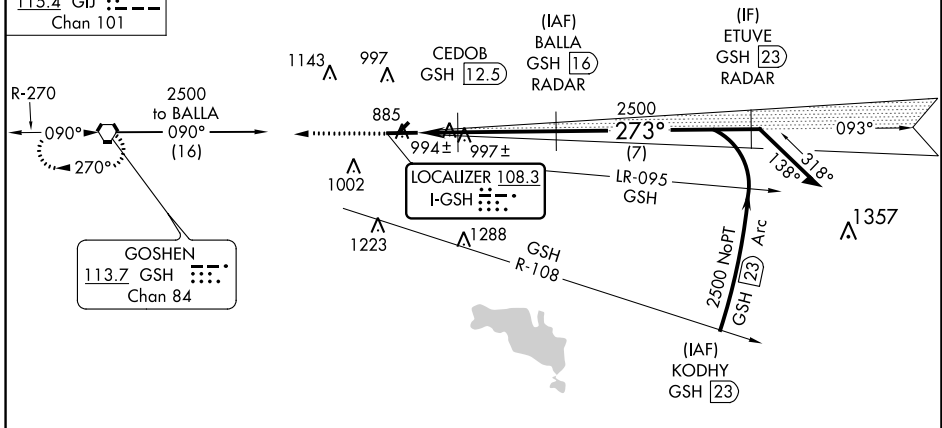 115.4 GIJ
Chan 101
R-270
090°
270°
2500
to BALLA
090°
(16)
GOSHEN
113.7 GSH
Chan 84
1143
997
885
994±
997±
1002
1223
1288
CEDOB
GSH 12.5
(IAF)
BALLA
GSH 16
RADAR
(IF)
ETUVE
GSH 23
RADAR
2500
273°
(7)
093°
LOCALIZER 108.3
I-GSH
LR-095
GSH
138°
318°
1357
GSH
R-108
2500 NoPT
GSH 23 Arc
(IAF)
KODHY
GSH 23